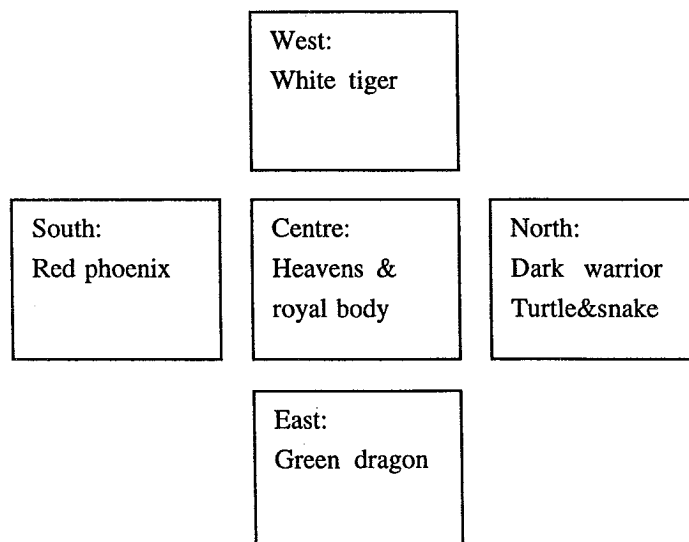 West:
White tiger
South:
Red phoenix
Centre:
Heavens &
royal body
North:
Dark warrior
Turtle&snake
East:
Green dragon